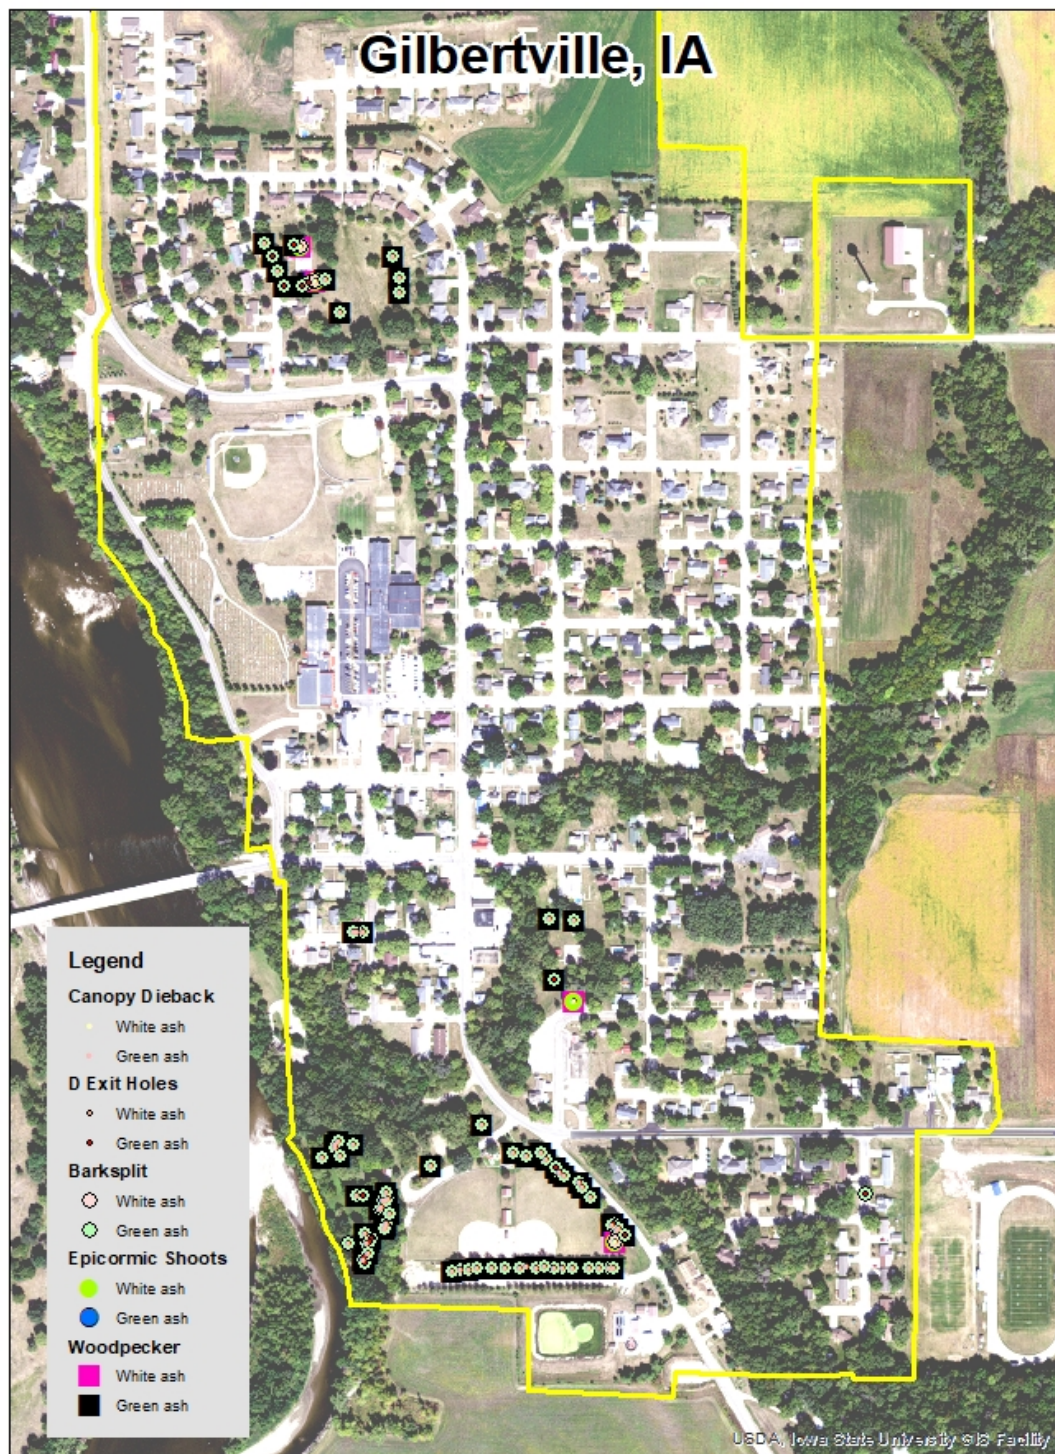 Gilbertville, IA
Legend
Canopy Dieback
White ash
Green ash
D Exit Holes
White ash
Green ash
Barksplit
White ash
Green ash
Epicormic Shoots
White ash
Green ash
Woodpecker
White ash
Green ash
USDA, Iowa State University GIS Facility